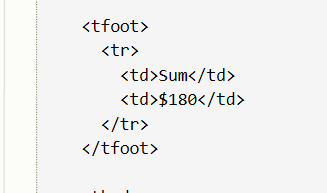 <tfoot>
<tr>
<td>Sum</td>
<td>$180</td>
</tr>
</tfoot>